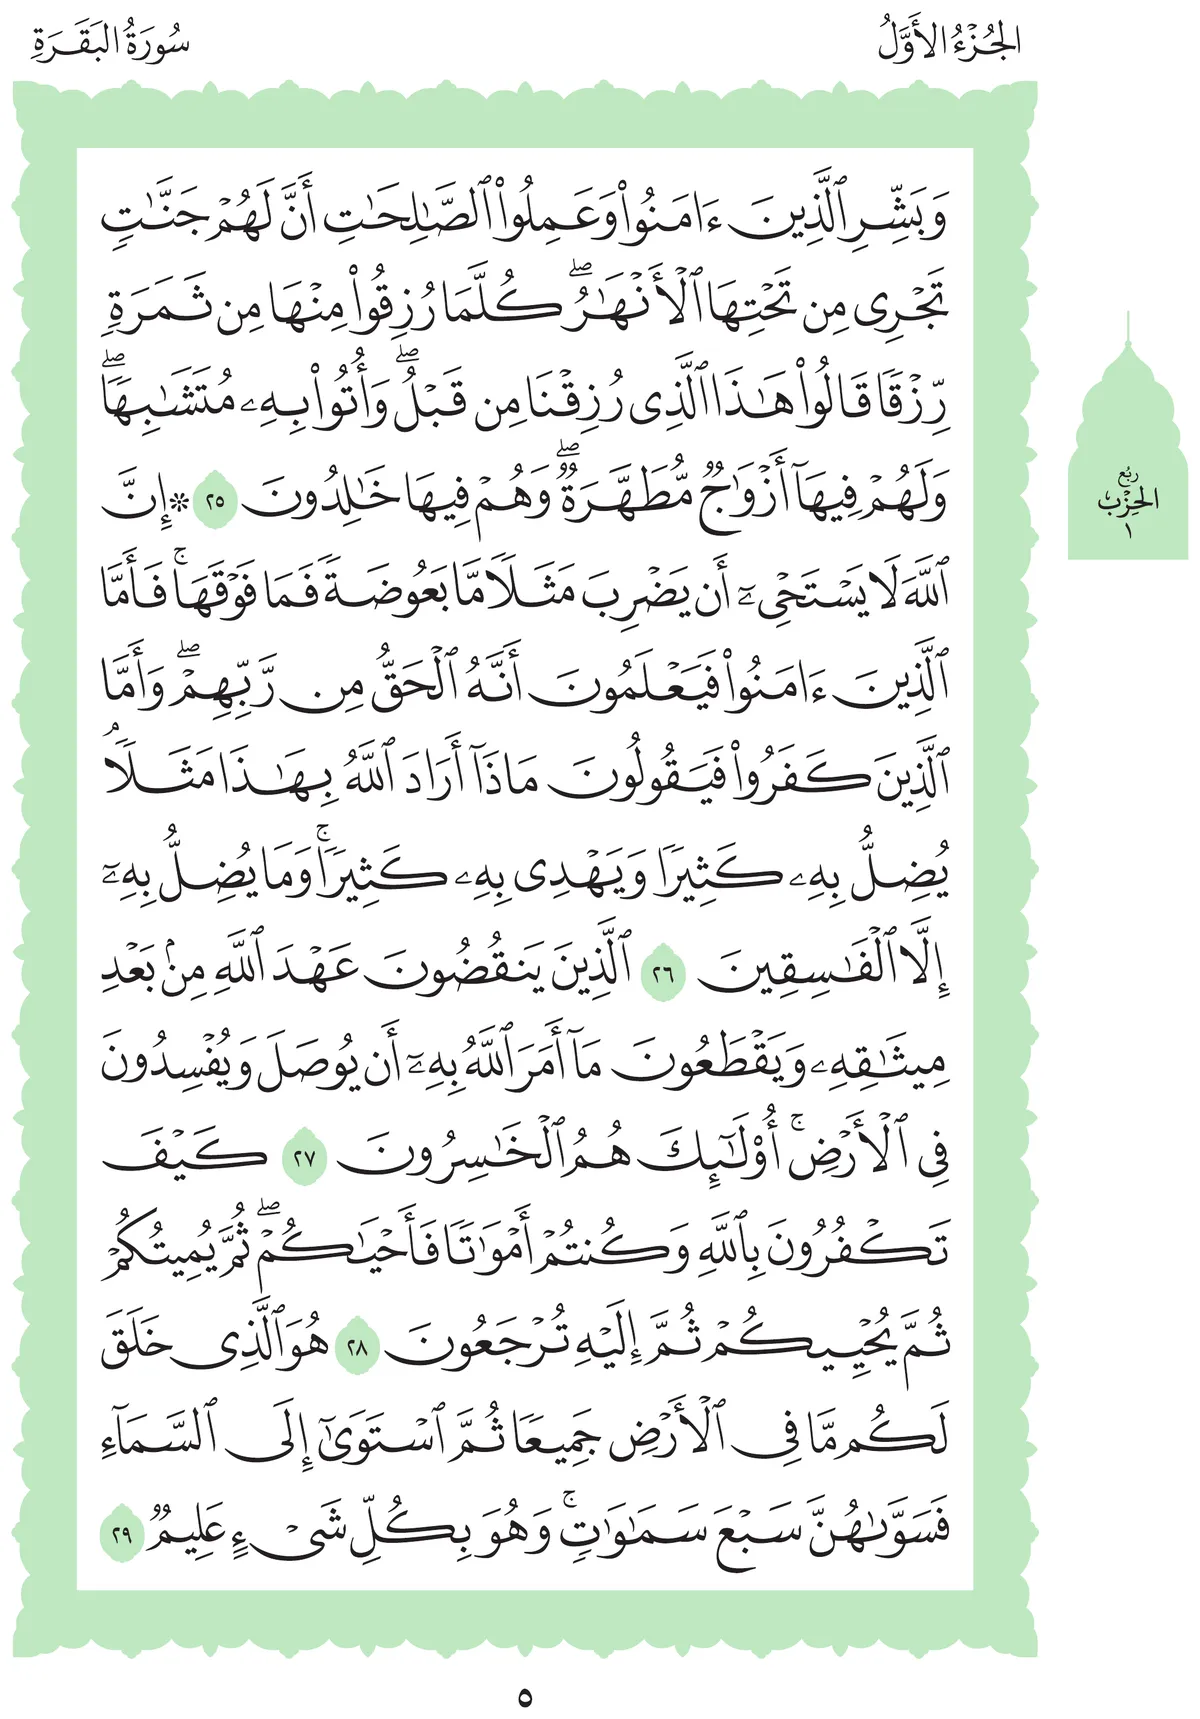 الجُزْءُ الأَوَّلُ
سُورَةُ البَقَرَةِ
وَبَشِّرِ ٱلَّذِينَ ءَامَنُوا۟ وَعَمِلُوا۟ ٱلصَّـٰلِحَـٰتِ أَنَّ لَهُمْ جَنَّـٰتٍ
تَجْرِى مِن تَحْتِهَا ٱلْأَنْهَـٰرُ ۖ كُلَّمَا رُزِقُوا۟ مِنْهَا مِن ثَمَرَةٍ
رِّزْقًا قَالُوا۟ هَـٰذَا ٱلَّذِى رُزِقْنَا مِن قَبْلُ ۖ وَأُتُوا۟ بِهِۦ مُتَشَـٰبِهًا ۖ
وَلَهُمْ فِيهَآ أَزْوَٰجٌ مُّطَهَّرَةٌ ۖ وَهُمْ فِيهَا خَـٰلِدُونَ ٢٥ * إِنَّ
ٱللَّهَ لَا يَسْتَحْىِۦٓ أَن يَضْرِبَ مَثَلًا مَّا بَعُوضَةً فَمَا فَوْقَهَا ۚ فَأَمَّا
ٱلَّذِينَ ءَامَنُوا۟ فَيَعْلَمُونَ أَنَّهُ ٱلْحَقُّ مِن رَّبِّهِمْ ۖ وَأَمَّا
ٱلَّذِينَ كَفَرُوا۟ فَيَقُولُونَ مَاذَآ أَرَادَ ٱللَّهُ بِهَـٰذَا مَثَلًا ۘ
يُضِلُّ بِهِۦ كَثِيرًا وَيَهْدِى بِهِۦ كَثِيرًا ۚ وَمَا يُضِلُّ بِهِۦٓ
إِلَّا ٱلْفَـٰسِقِينَ ٢٦ ٱلَّذِينَ يَنقُضُونَ عَهْدَ ٱللَّهِ مِنۢ بَعْدِ
مِيثَـٰقِهِۦ وَيَقْطَعُونَ مَآ أَمَرَ ٱللَّهُ بِهِۦٓ أَن يُوصَلَ وَيُفْسِدُونَ
فِى ٱلْأَرْضِ ۚ أُو۟لَـٰٓئِكَ هُمُ ٱلْخَـٰسِرُونَ ٢٧ كَيْفَ
تَكْفُرُونَ بِٱللَّهِ وَكُنتُمْ أَمْوَٰتًا فَأَحْيَـٰكُمْ ۖ ثُمَّ يُمِيتُكُمْ
ثُمَّ يُحْيِيكُمْ ثُمَّ إِلَيْهِ تُرْجَعُونَ ٢٨ هُوَ ٱلَّذِى خَلَقَ
لَكُم مَّا فِى ٱلْأَرْضِ جَمِيعًا ثُمَّ ٱسْتَوَىٰٓ إِلَى ٱلسَّمَآءِ
فَسَوَّىٰهُنَّ سَبْعَ سَمَـٰوَٰتٍ ۚ وَهُوَ بِكُلِّ شَىْءٍ عَلِيمٌ ٢٩
رُبُع
الحِزْب
١
٥